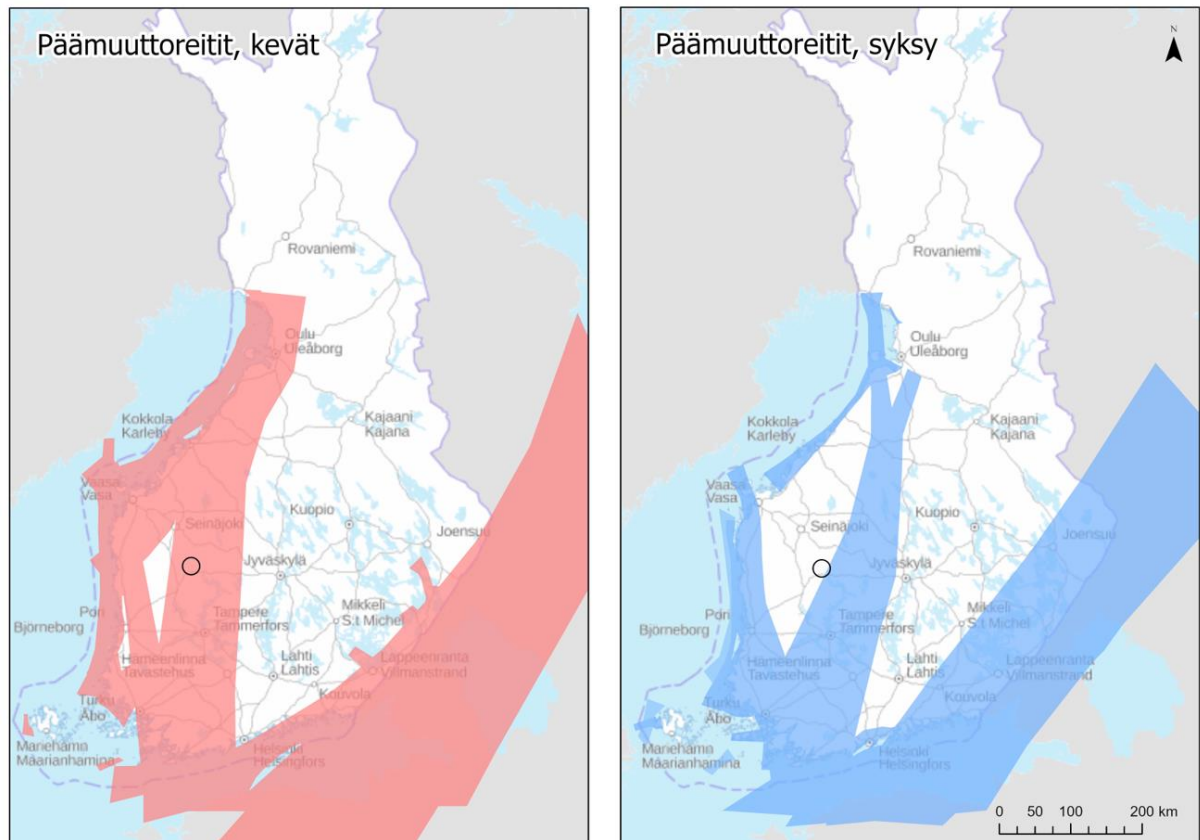 Päämuuttoreitit, kevät
Rovaniemi
Oulu
Uleåborg
Kokkola
Karleby
Kajaani
Kajana
Vaasa
Vasa
Seinäjoki
Kuopio
Joensuu
Jyväskylä
Pori
Björneborg
Tampere
Tammerfors
Mikkeli
S:t Michel
Hämeenlinna
Tavastehus
Lahti
Lahtis
Lappeenranta
Villmanstrand
Kouvola
Turku
Åbo
Mariehamn
Maarianhamina
Helsinki
Helsingfors
Päämuuttoreitit, syksy
N
Rovaniemi
Oulu
Uleåborg
Kokkola
Karleby
Kajaani
Kajana
Vaasa
Vasa
Seinäjoki
Kuopio
Joensuu
Jyväskylä
Pori
Björneborg
Tampere
Tammerfors
Mikkeli
S:t Michel
Hämeenlinna
Tavastehus
Lahti
Lahtis
Lappeenranta
Villmanstrand
Kouvola
Turku
Åbo
Mariehamn
Maarianhamina
Helsinki
Helsingfors
0 50 100 200 km